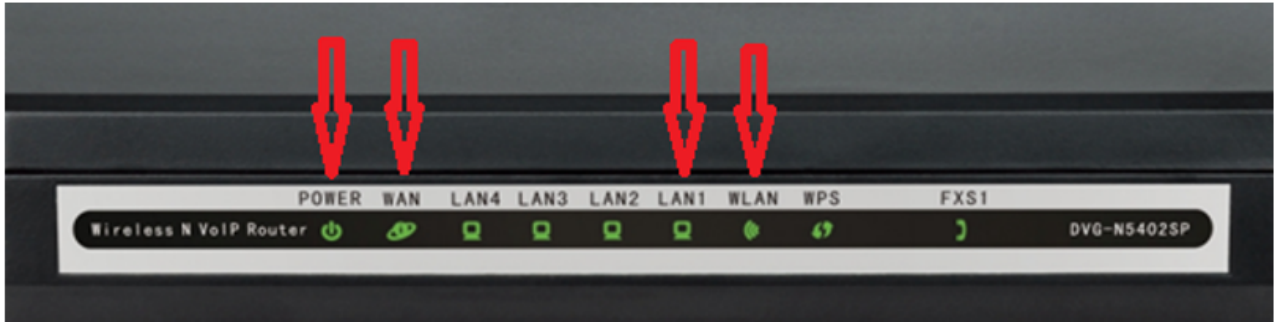 POWER WAN LAN4 LAN3 LAN2 LAN1 WLAN WPS FXS1
Wireless N VoIP Router DVG-N5402SP